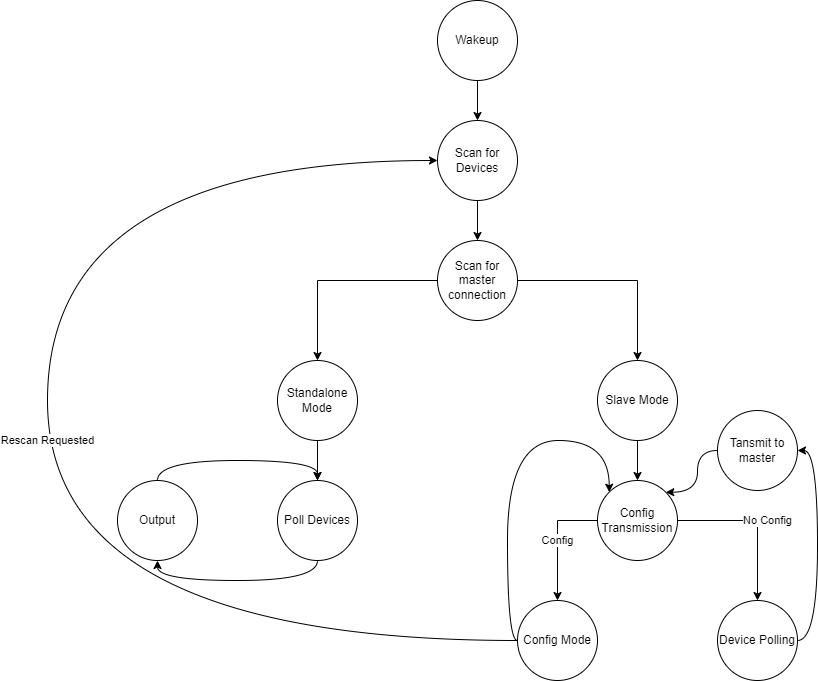 Wakeup
Scan for
Devices
Scan for
master
connection
Standalone
Mode
Slave Mode
Rescan Requested
Tansmit to
master
Output
Poll Devices
Config
Transmission
No Config
Config
Config Mode
Device Polling